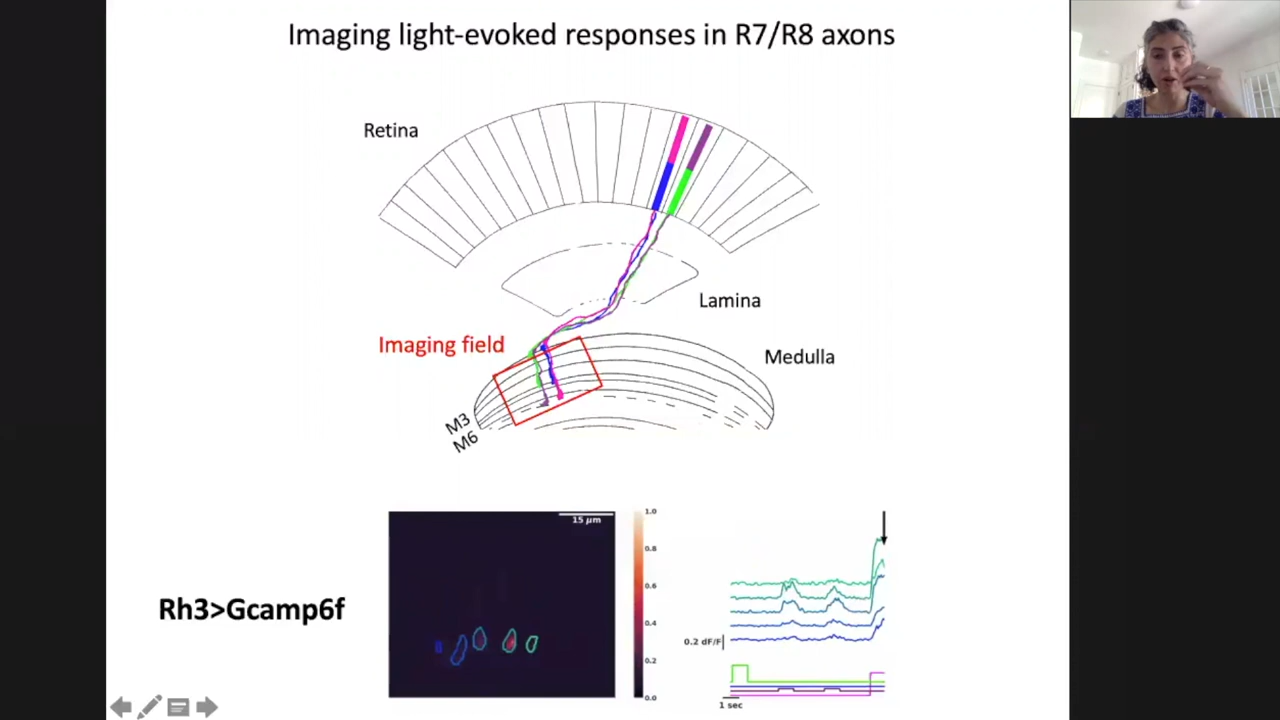 Imaging light-evoked responses in R7/R8 axons
Retina
Lamina
Imaging field
Medulla
M3
M6
15 µm
1.0
0.8
0.6
0.4
0.2
0.0
Rh3>Gcamp6f
0.2 dF/F
1 sec